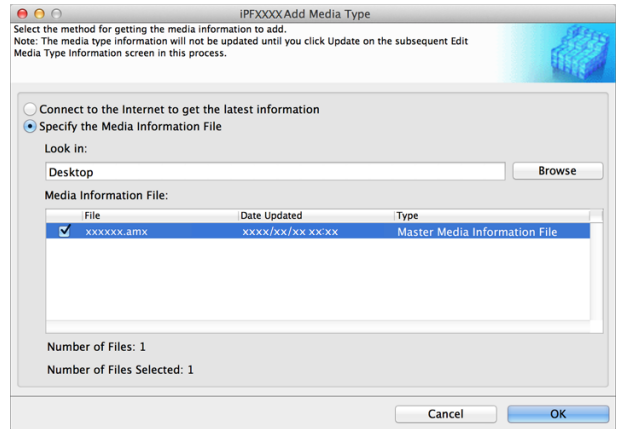 iPFXXXX Add Media Type
Select the method for getting the media information to add.
Note: The media type information will not be updated until you click Update on the subsequent Edit
Media Type Information screen in this process.
Connect to the Internet to get the latest information
Specify the Media Information File
Look in:
Desktop Browse
Media Information File:
File Date Updated Type
xxxxxx.amx xxxx/xx/xx xx:xx Master Media Information File
Number of Files: 1
Number of Files Selected: 1
Cancel OK